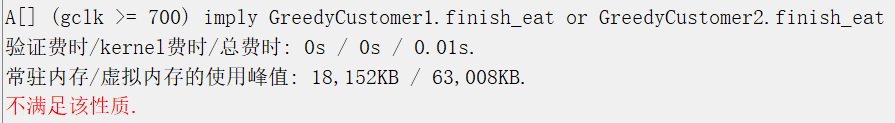 A[] (gclk >= 700) imply GreedyCustomer1.finish_eat or GreedyCustomer2.finish_eat
验证费时/kernel费时/总费时: 0s / 0s / 0.01s.
常驻内存/虚拟内存的使用峰值: 18,152KB / 63,008KB.
不满足该性质.